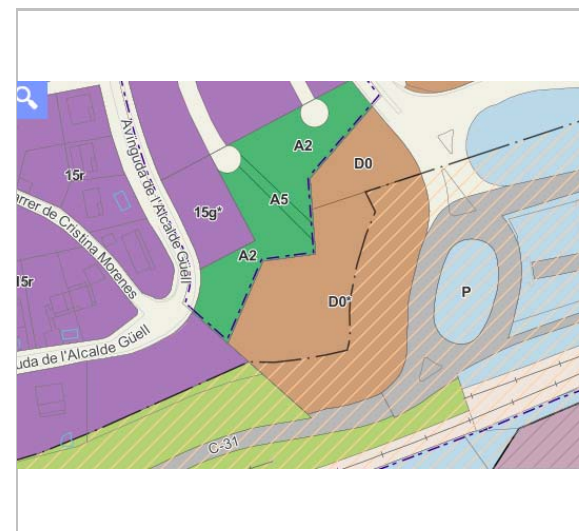 A2
D0
15r
Avinguda de l'Alcalde Güell
A5
15g*
arrer de Cristina Morenes
A2
15r
D0*
P
uda de l'Alcalde Güell
C-31